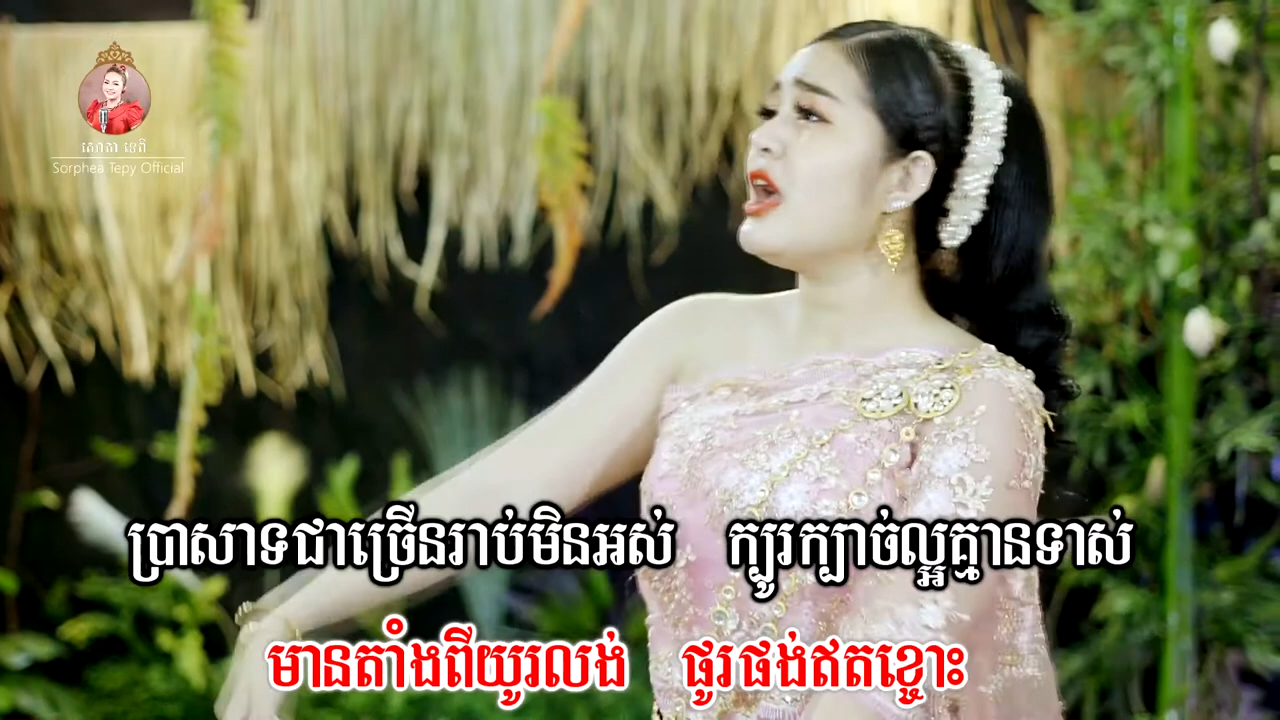 សោភា ទេពី
Sorphea Tepy Official
ប្រាសាទជាច្រើនរាប់មិនអស់ ក្បូរក្បាច់ល្អគ្មានទាស់
មានតាំងពីយូរលង់ ផូរផង់ឥតខ្ចោះ